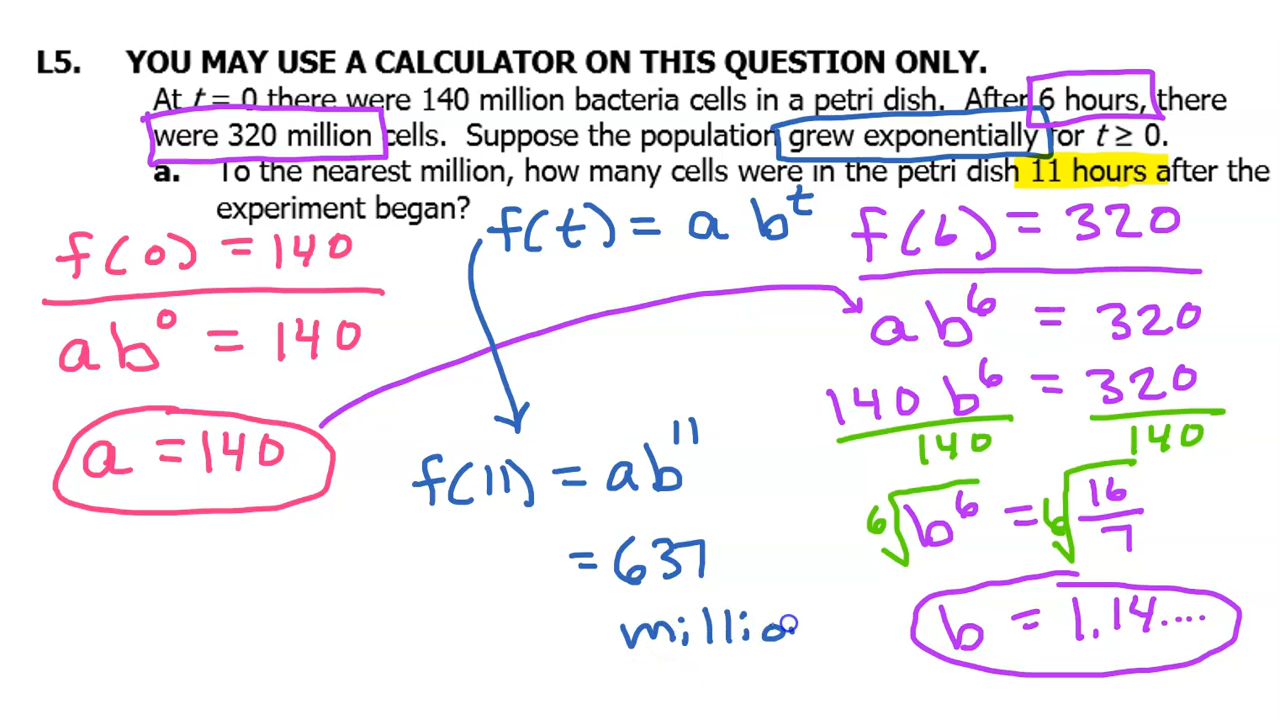 L5. YOU MAY USE A CALCULATOR ON THIS QUESTION ONLY.
At t = 0 there were 140 million bacteria cells in a petri dish. After 6 hours, there
were 320 million cells. Suppose the population grew exponentially for t ≥ 0.
a. To the nearest million, how many cells were in the petri dish 11 hours after the
experiment began?
f(t) = a b^t
f(0) = 140
ab^0 = 140
a = 140
f(11) = ab^11
= 637
millio
f(6) = 320
ab^6 = 320
140 b^6 = 320
140 140
⁶√b^6 = ⁶√16/7
b = 1.14....